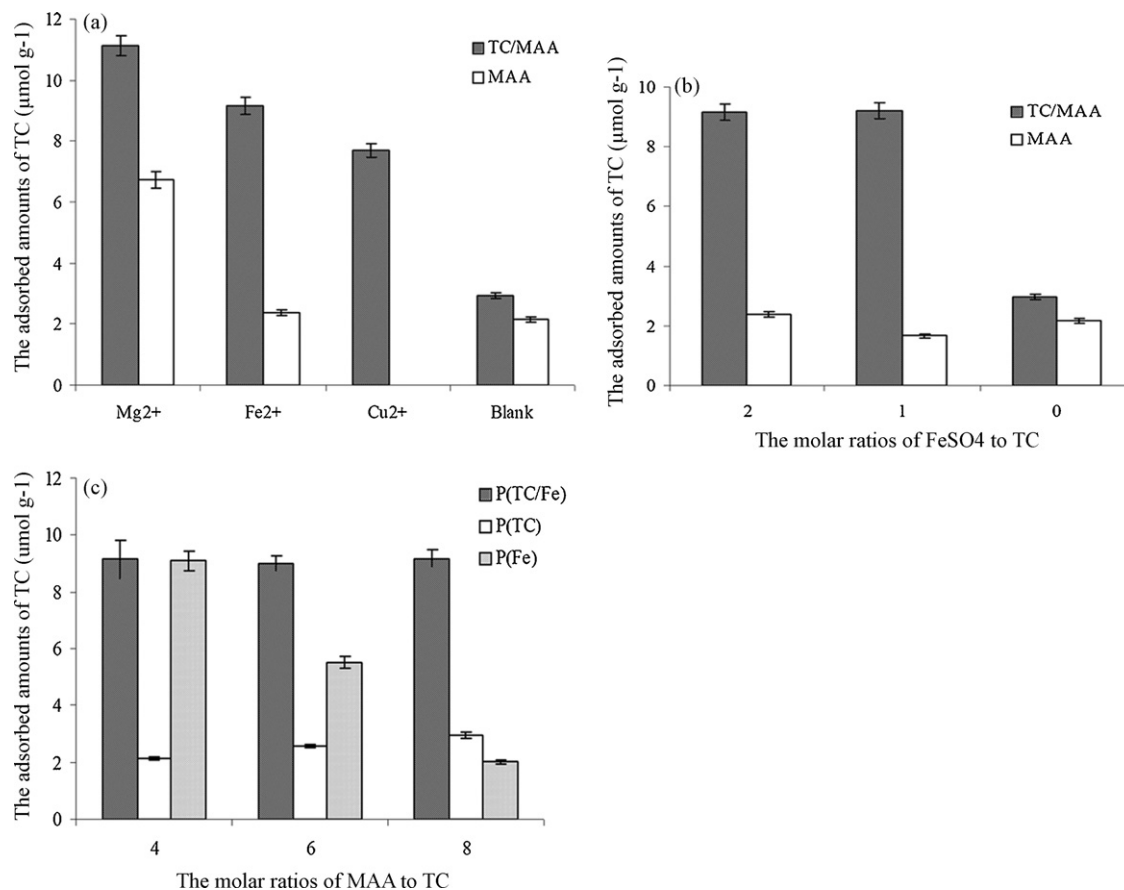 (a)
The adsorbed amounts of TC (µmol g-1)
12
10
8
6
4
2
0
TC/MAA
MAA
Mg2+ Fe2+ Cu2+ Blank
(b)
The adsorbed amounts of TC (µmol g-1)
10
8
6
4
2
0
TC/MAA
MAA
2 1 0
The molar ratios of FeSO4 to TC
(c)
The adsorbed amounts of TC (umol g-1)
12
10
8
6
4
2
0
P(TC/Fe)
P(TC)
P(Fe)
4 6 8
The molar ratios of MAA to TC